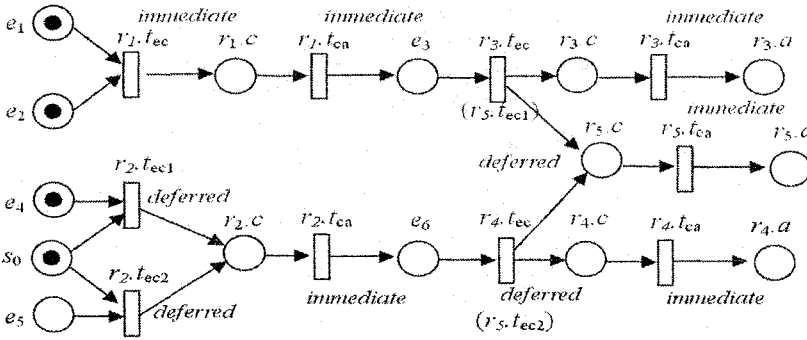 immediate immediate immediate
e1 r1.tec r1.c r1.tca e3 r3.tec r3.c r3.tca r3.a
e2 (r5.tec1) immediate
r5.c r5.tca r5.a
r2.tec1 deferred
e4 deferred r2.c r2.tca e6 r4.tec r4.c r4.tca r4.a
s0
r2.tec2
e5 deferred immediate deferred immediate
(r5.tec2)